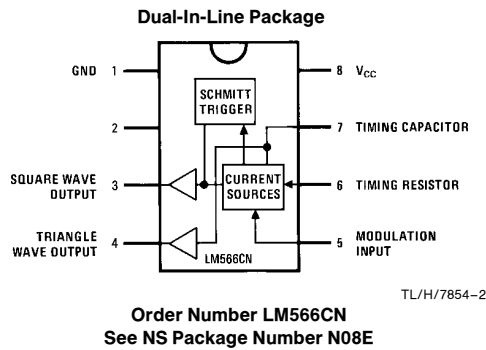 Dual-In-Line Package
GND 1
8 VCC
SCHMITT
TRIGGER
2
7 TIMING CAPACITOR
SQUARE WAVE
OUTPUT
3
CURRENT
SOURCES
6 TIMING RESISTOR
TRIANGLE
WAVE OUTPUT
4
LM566CN
5 MODULATION
INPUT
TL/H/7854–2
Order Number LM566CN
See NS Package Number N08E